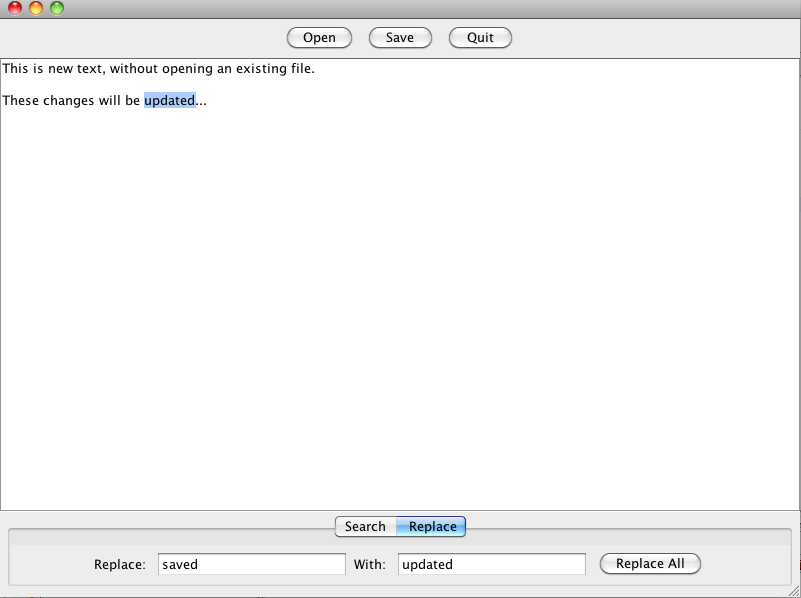 Open Save Quit
This is new text, without opening an existing file.
These changes will be updated...
Search Replace
Replace: saved With: updated Replace All